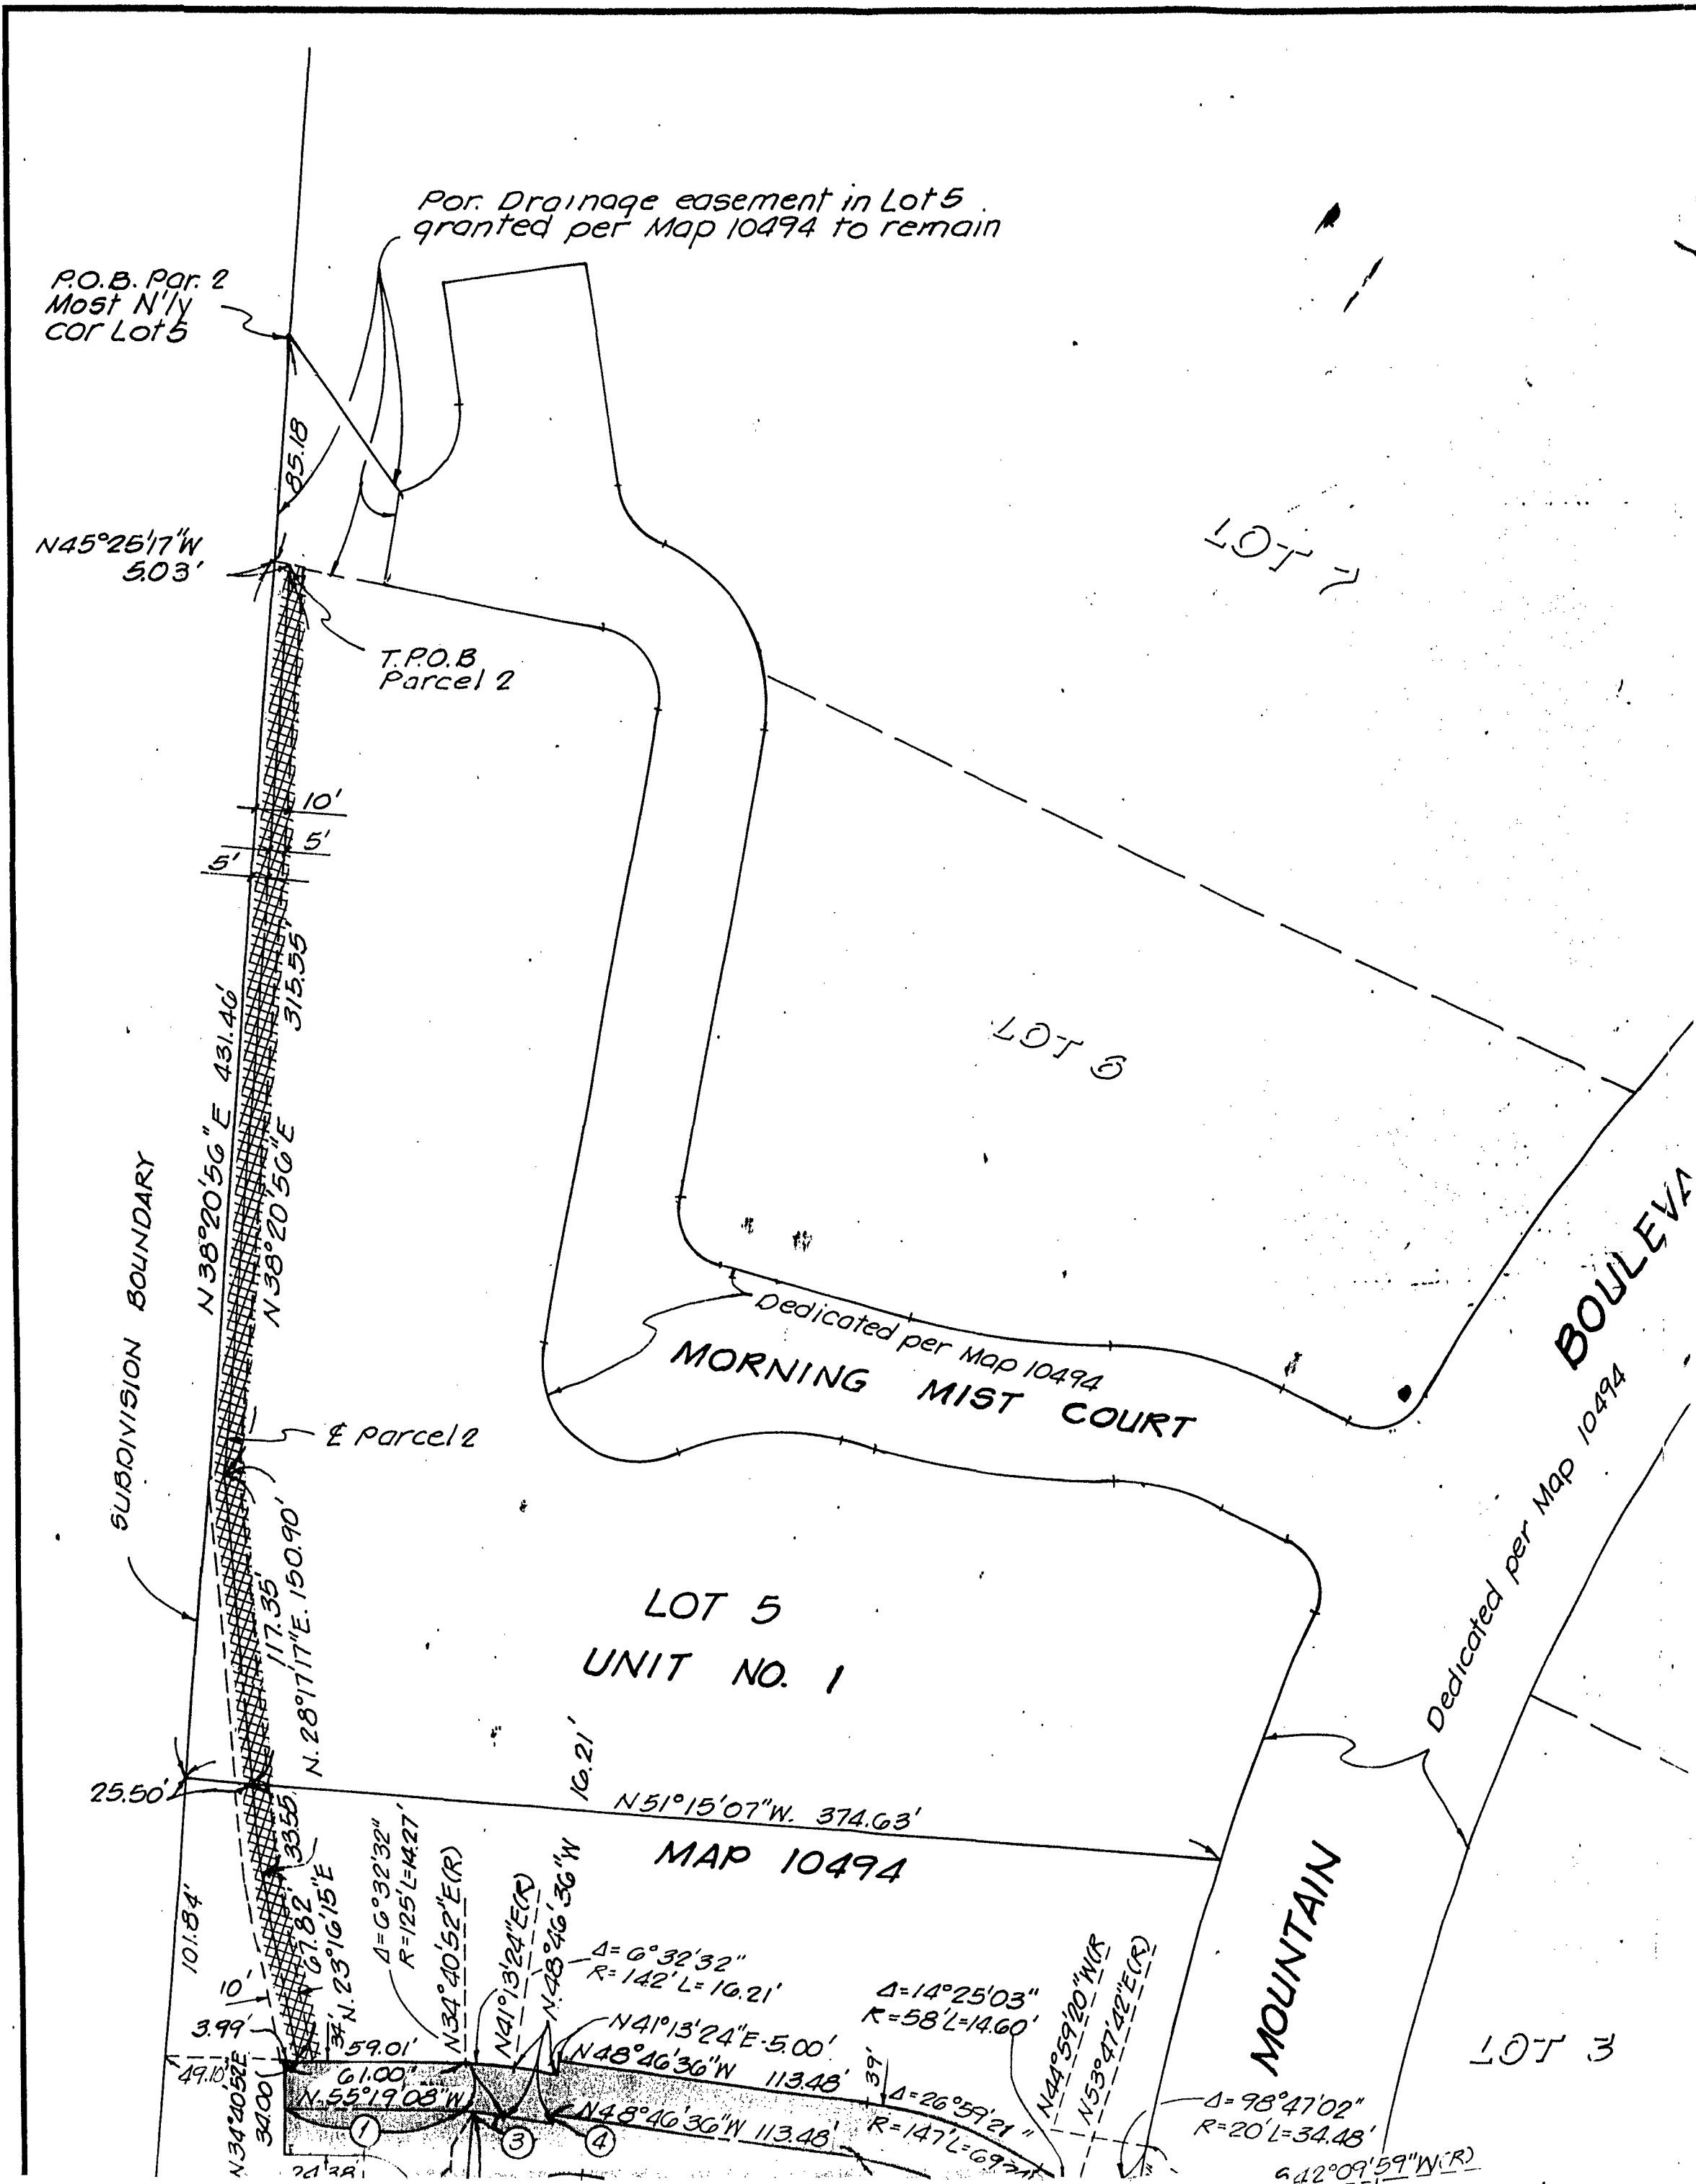 Por. Drainage easement in Lot 5.
granted per Map 10494 to remain
P.O.B. Par. 2
Most N'ly
cor Lot 5
85.18
N45°25'17"W
5.03'
T.P.O.B
Parcel 2
LOT 7
10'
5'
5'
315.55'
N38°20'56"E 431.46'
N38°20'56"E
LOT 6
SUBDIVISION BOUNDARY
Dedicated per Map 10494
MORNING MIST COURT
BOULEVA
Dedicated per Map 10494
℄ Parcel 2
117.35'
N.28°17'17"E. 150.90'
LOT 5
UNIT NO. 1
25.50'
16.21'
N51°15'07"W. 374.63'
MAP 10494
33.55'
67.82'
N.23°16'15"E
101.84'
10'
3.99'
49.10'
34'
Δ=6°32'32"
R=125' L=14.27'
N34°40'52"E(R)
N41°13'24"E(R)
N.48°46'36"W
Δ=6°32'32"
R=142' L=16.21'
N41°13'24"E-5.00'
N48°46'36"W 113.48'
39'
Δ=14°25'03"
R=58' L=14.60'
N44°59'20"W(R
N53°47'42"E(R)
MOUNTAIN
LOT 3
59.01'
61.00'
N-55°19'08"W
N34°40'52E
34.00'
1
3
4
N48°46'36"W 113.48'
Δ=26°59'21"
R=147'
Δ=98°47'02"
R=20' L=34.48'
24.38'
42°09'59"W(R)